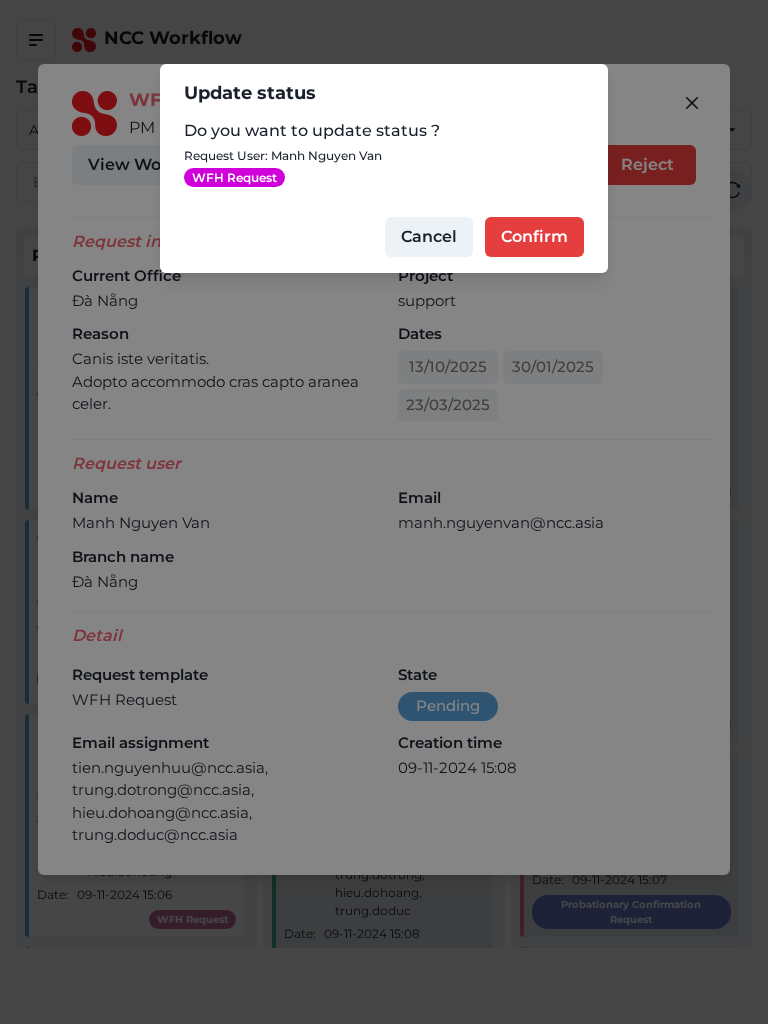 NCC Workflow
Update status
Do you want to update status ?
Request User: Manh Nguyen Van
WFH Request
Cancel
Confirm
PM
Reject
Current Office
Đà Nẵng
Project
support
Reason
Canis iste veritatis.
Adopto accommodo cras capto aranea
celer.
Dates
13/10/2025
30/01/2025
23/03/2025
Request user
Name
Manh Nguyen Van
Email
manh.nguyenvan@ncc.asia
Branch name
Đà Nẵng
Detail
Request template
WFH Request
State
Pending
Email assignment
tien.nguyenhuu@ncc.asia,
trung.dotrong@ncc.asia,
hieu.dohoang@ncc.asia,
trung.doduc@ncc.asia
Creation time
09-11-2024 15:08
Date: 09-11-2024 15:06
WFH Request
trung.dotrong,
hieu.dohoang,
trung.doduc
Date: 09-11-2024 15:08
Date: 09-11-2024 15:07
Probationary Confirmation
Request